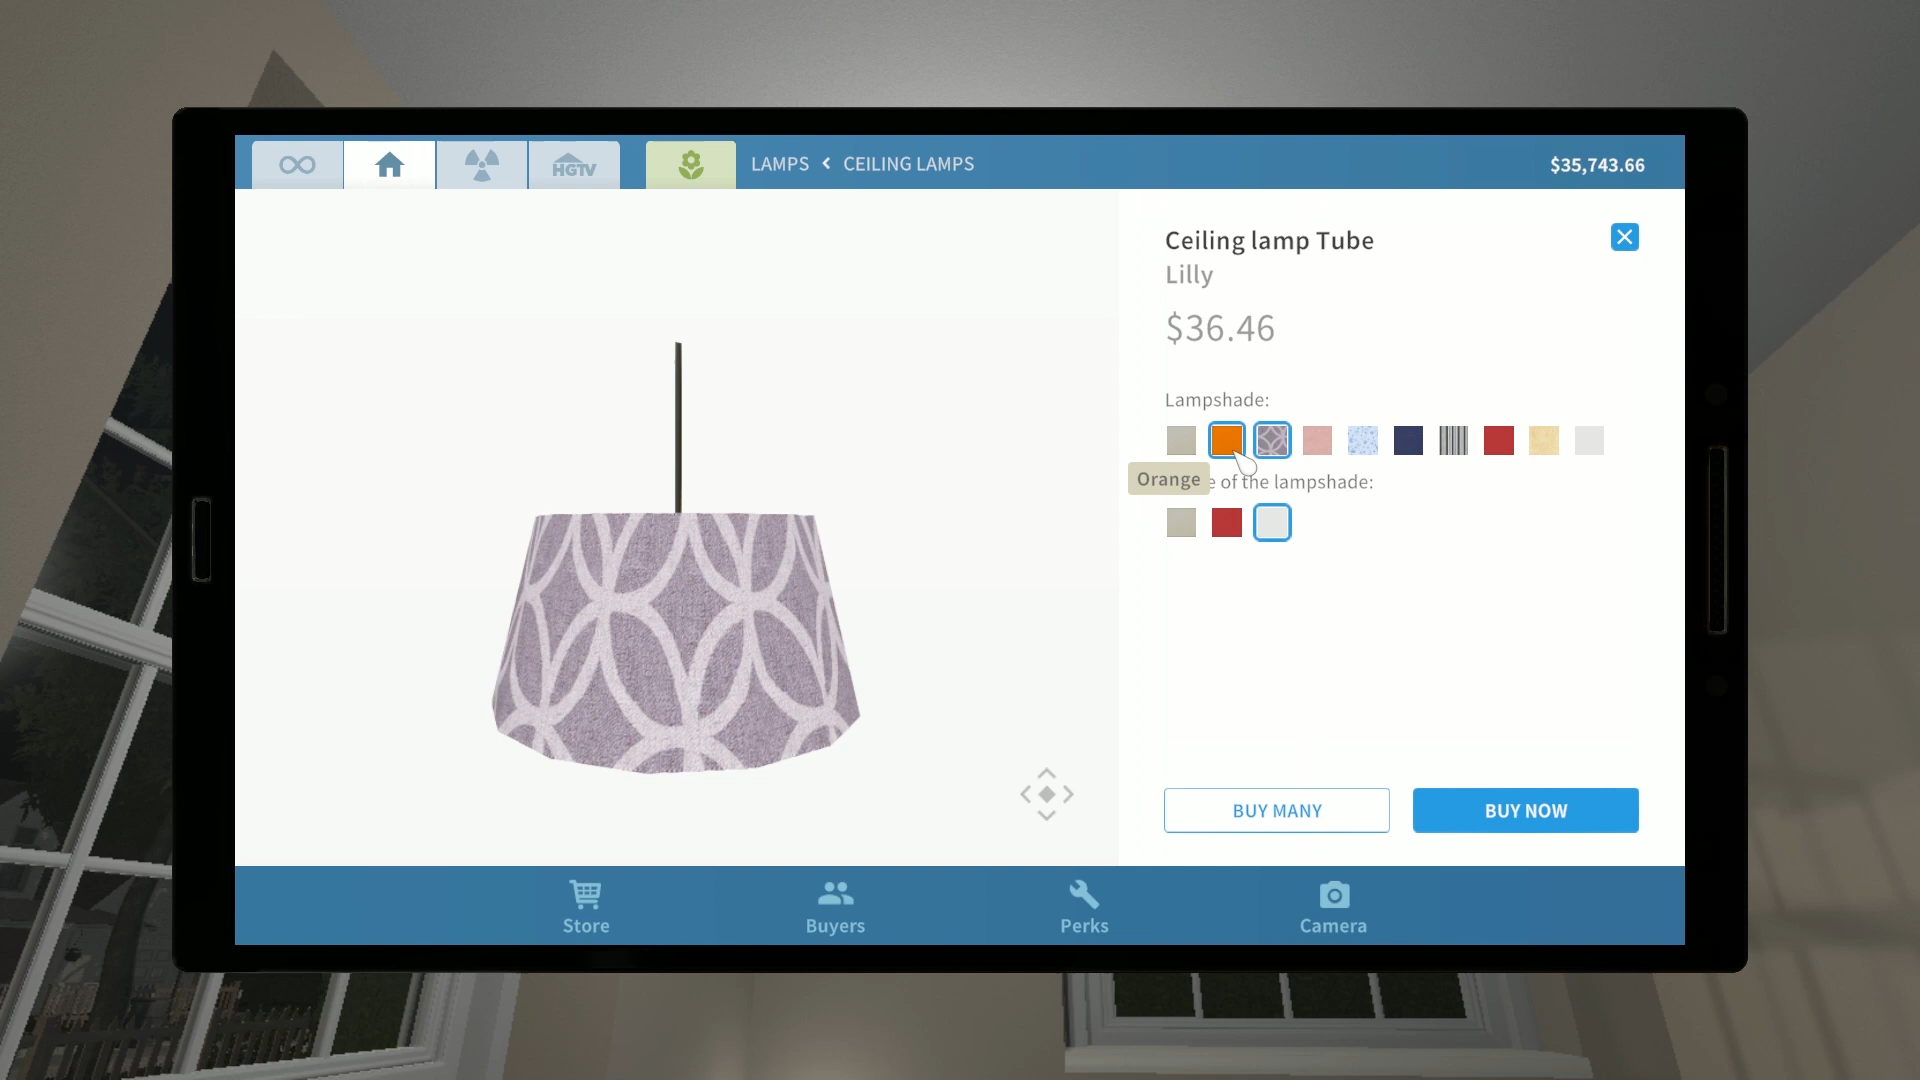 HGTV
LAMPS < CEILING LAMPS
$35,743.66
Ceiling lamp Tube
Lilly
$36.46
Lampshade:
Orange
e of the lampshade:
BUY MANY
BUY NOW
Store
Buyers
Perks
Camera